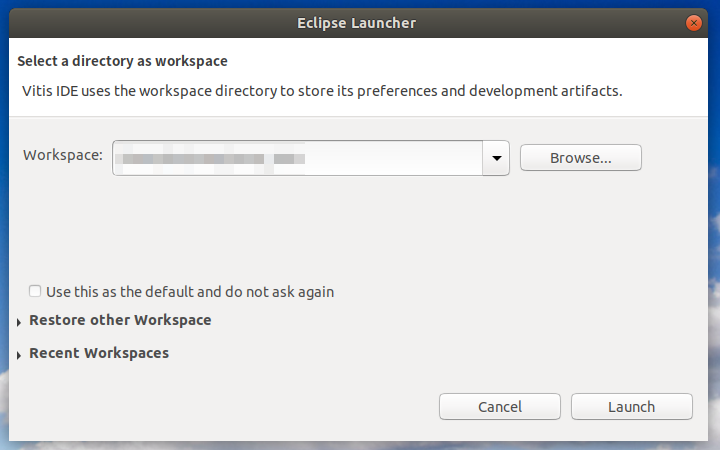 Eclipse Launcher
Select a directory as workspace
Vitis IDE uses the workspace directory to store its preferences and development artifacts.
Workspace:
Browse...
Use this as the default and do not ask again
Restore other Workspace
Recent Workspaces
Cancel
Launch